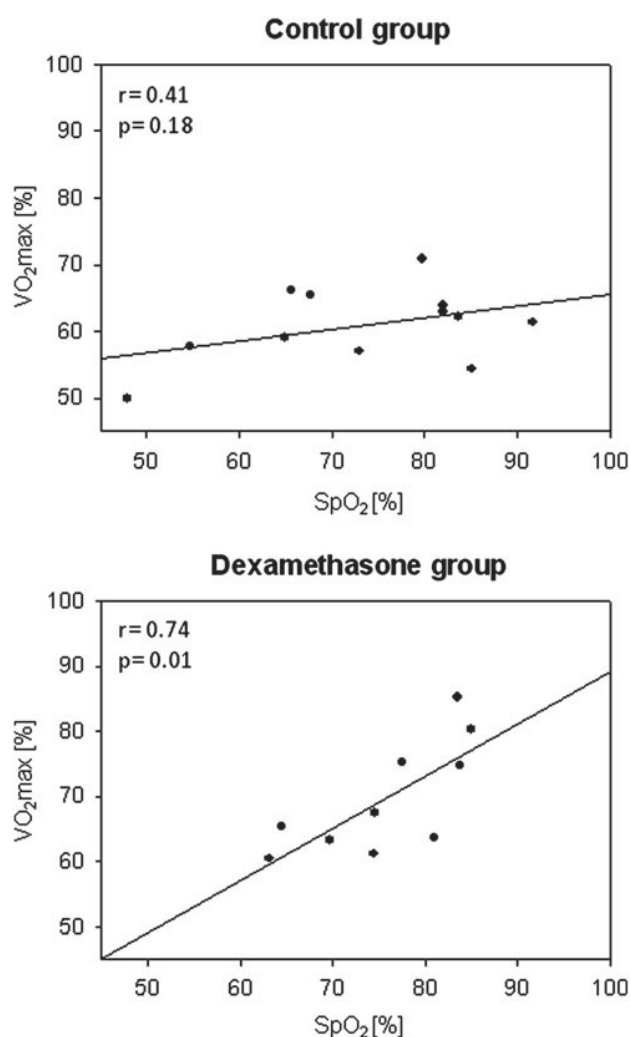 Control group
r= 0.41
p= 0.18
100
90
80
70
60
50
VO₂max [%]
50 60 70 80 90 100
SpO₂[%]
Dexamethasone group
r= 0.74
p= 0.01
100
90
80
70
60
50
VO₂max [%]
50 60 70 80 90 100
SpO₂[%]